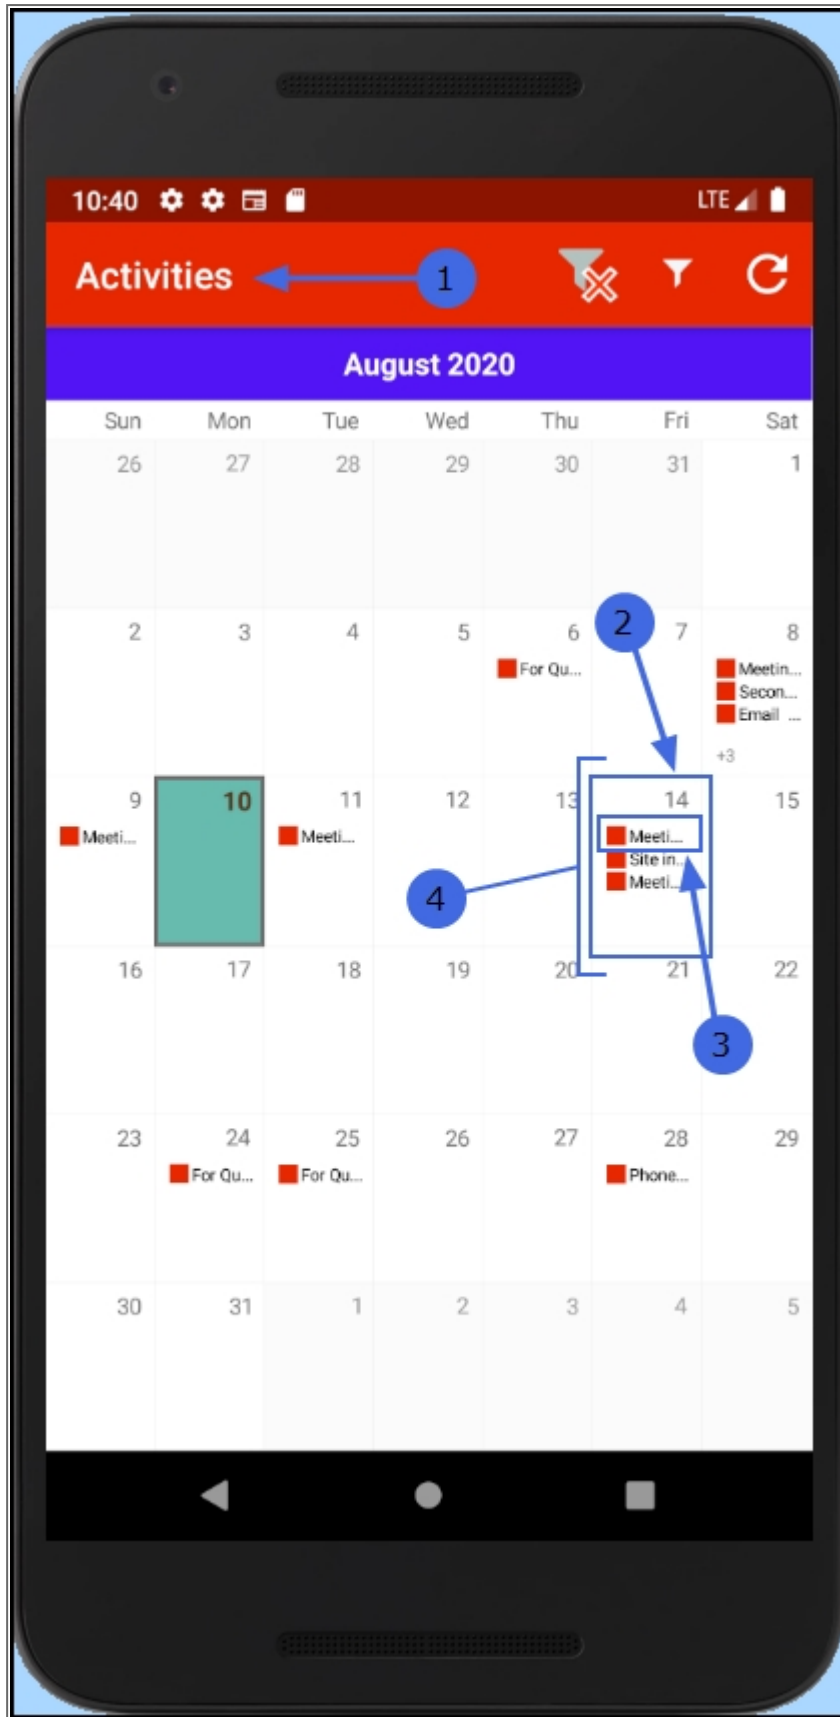 10:40 LTE
Activities 1
August 2020
Sun Mon Tue Wed Thu Fri Sat
26 27 28 29 30 31 1
2 3 4 5 6 2 7 8
For Qu... Meetin...
Secon...
Email ...
+3
9 10 11 12 13 14 15
Meeti... Meeti... Meeti...
Site in...
4 Meeti...
16 17 18 19 20 21 22
3
23 24 25 26 27 28 29
For Qu... For Qu... Phone...
30 31 1 2 3 4 5